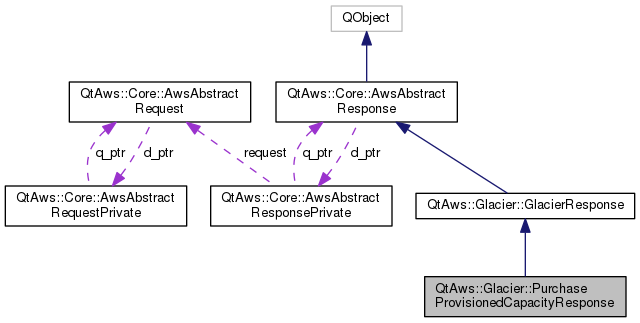 QObject
QtAws::Core::AwsAbstract
Request
QtAws::Core::AwsAbstract
Response
q_ptr
d_ptr
request
q_ptr
d_ptr
QtAws::Core::AwsAbstract
RequestPrivate
QtAws::Core::AwsAbstract
ResponsePrivate
QtAws::Glacier::GlacierResponse
QtAws::Glacier::Purchase
ProvisionedCapacityResponse